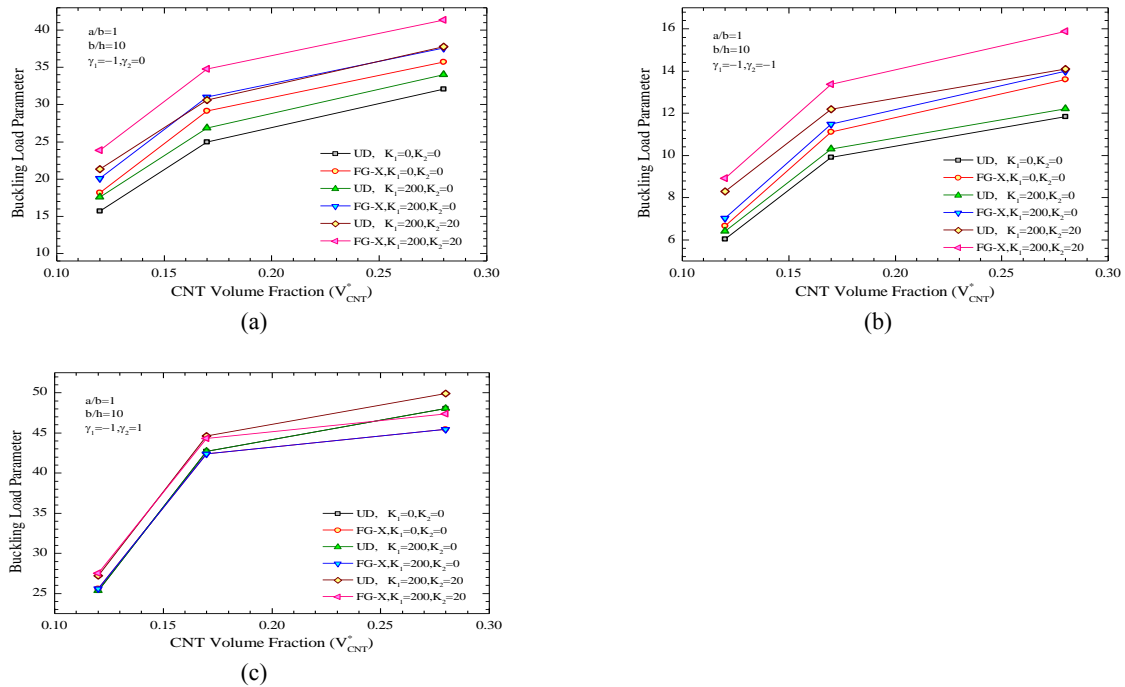 40
35
30
25
20
15
10
Buckling Load Parameter
a/b=1
b/h=10
γ₁=−1,γ₂=0
UD, K₁=0,K₂=0
FG-X,K₁=0,K₂=0
UD, K₁=200,K₂=0
FG-X,K₁=200,K₂=0
UD, K₁=200,K₂=20
FG-X,K₁=200,K₂=20
0.10 0.15 0.20 0.25 0.30
CNT Volume Fraction (V*CNT)
(a)
16
14
12
10
8
6
Buckling Load Parameter
a/b=1
b/h=10
γ₁=−1,γ₂=−1
UD, K₁=0,K₂=0
FG-X,K₁=0,K₂=0
UD, K₁=200,K₂=0
FG-X,K₁=200,K₂=0
UD, K₁=200,K₂=20
FG-X,K₁=200,K₂=20
0.10 0.15 0.20 0.25 0.30
CNT Volume Fraction (V*CNT)
(b)
50
45
40
35
30
25
Buckling Load Parameter
a/b=1
b/h=10
γ₁=−1,γ₂=1
UD, K₁=0,K₂=0
FG-X,K₁=0,K₂=0
UD, K₁=200,K₂=0
FG-X,K₁=200,K₂=0
UD, K₁=200,K₂=20
FG-X,K₁=200,K₂=20
0.10 0.15 0.20 0.25 0.30
CNT Volume Fraction (V*CNT)
(c)